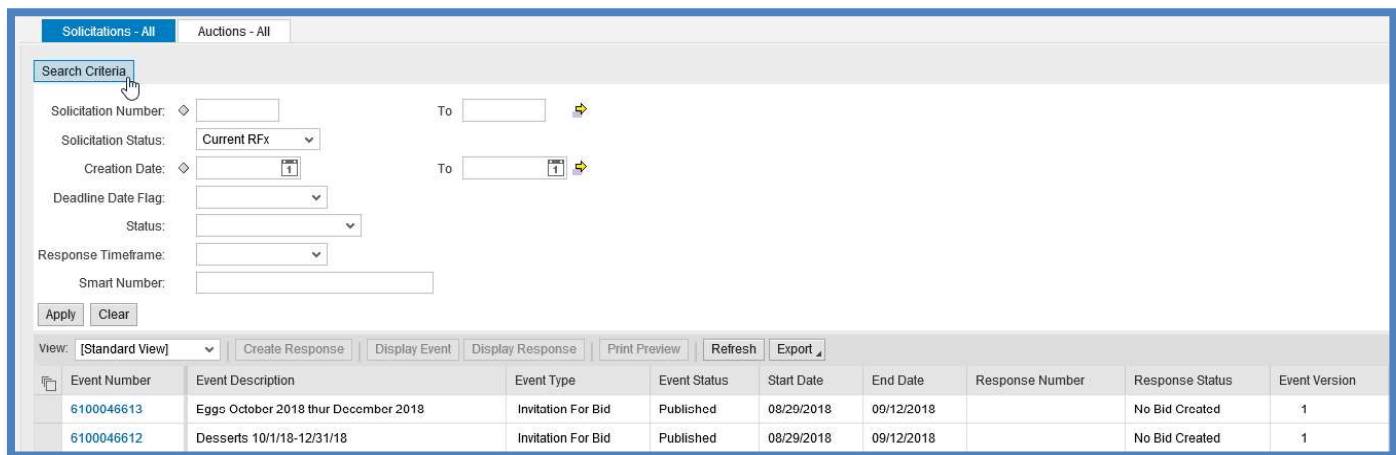 Solicitations - All Auctions - All
Search Criteria
Solicitation Number: To
Solicitation Status: Current RFx
Creation Date: 1 To 1
Deadline Date Flag:
Status:
Response Timeframe:
Smart Number:
Apply Clear
View: [Standard View] Create Response Display Event Display Response Print Preview Refresh Export
Event Number Event Description Event Type Event Status Start Date End Date Response Number Response Status Event Version
6100046613 Eggs October 2018 thur December 2018 Invitation For Bid Published 08/29/2018 09/12/2018 No Bid Created 1
6100046612 Desserts 10/1/18-12/31/18 Invitation For Bid Published 08/29/2018 09/12/2018 No Bid Created 1